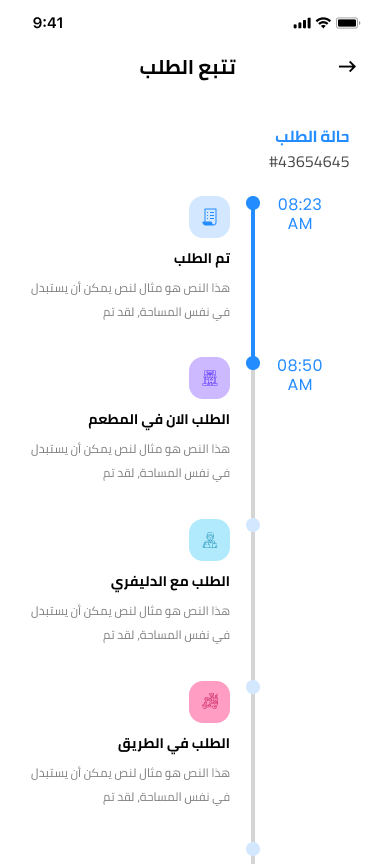 9:41
تتبع الطلب
حالة الطلب
#43654645
08:23
AM
تم الطلب
هذا النص هو مثال لنص يمكن أن يستبدل
في نفس المساحة، لقد تم
08:50
AM
الطلب الان في المطعم
هذا النص هو مثال لنص يمكن أن يستبدل
في نفس المساحة، لقد تم
الطلب مع الدليفري
هذا النص هو مثال لنص يمكن أن يستبدل
في نفس المساحة، لقد تم
الطلب في الطريق
هذا النص هو مثال لنص يمكن أن يستبدل
في نفس المساحة، لقد تم